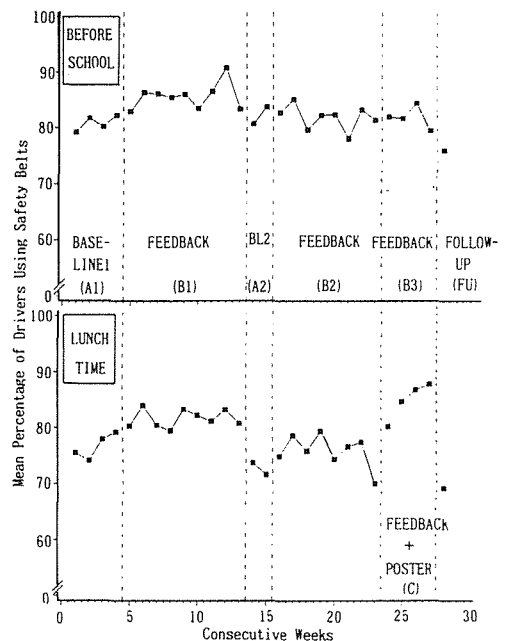 Mean Percentage of Drivers Using Safety Belts
100
90
80
70
60
0
BEFORE
SCHOOL
BASE-
LINE1
(A1)
FEEDBACK
(B1)
BL2
(A2)
FEEDBACK
(B2)
FEEDBACK
(B3)
FOLLOW-
UP
(FU)
100
90
80
70
60
0
LUNCH
TIME
FEEDBACK
+
POSTER
(C)
0 5 10 15 20 25 30
Consecutive Weeks